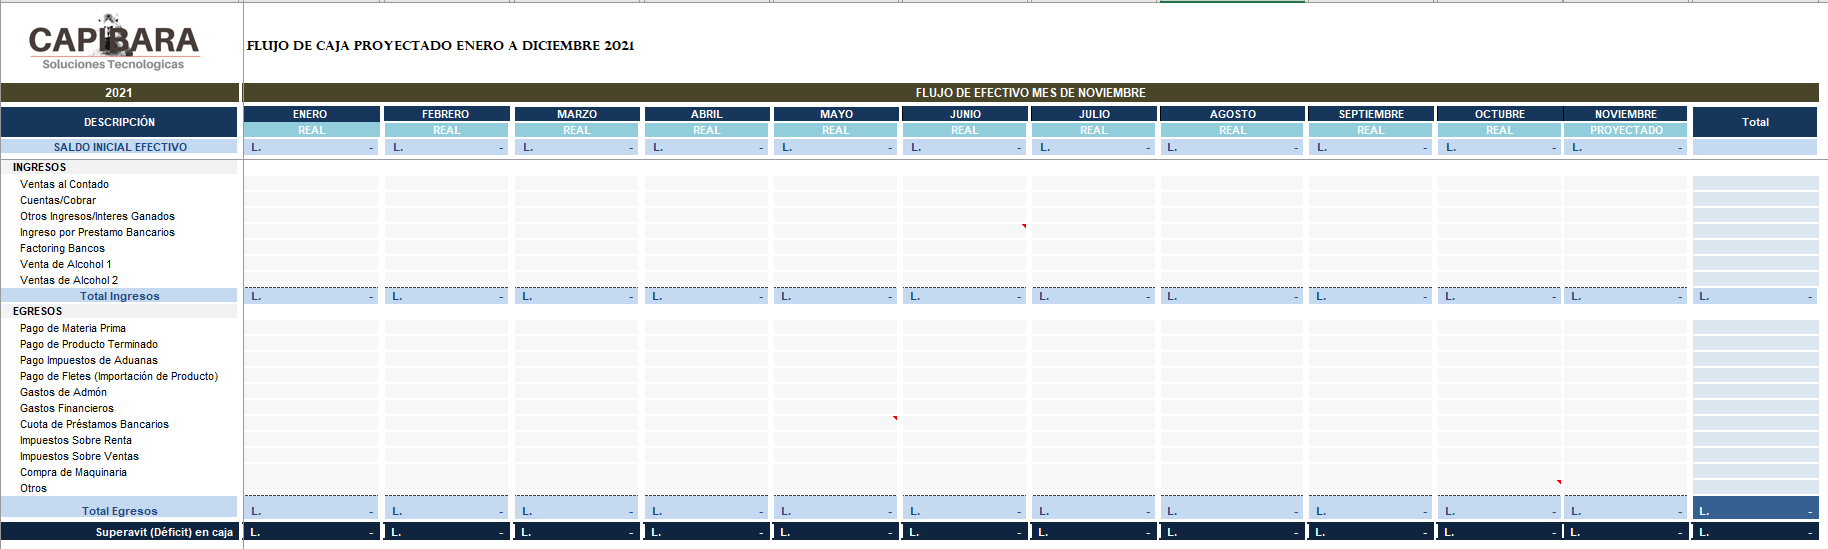 CAPIBARA
Soluciones Tecnologicas
FLUJO DE CAJA PROYECTADO ENERO A DICIEMBRE 2021
2021 FLUJO DE EFECTIVO MES DE NOVIEMBRE
DESCRIPCIÓN ENERO FEBRERO MARZO ABRIL MAYO JUNIO JULIO AGOSTO SEPTIEMBRE OCTUBRE NOVIEMBRE Total
REAL REAL REAL REAL REAL REAL REAL REAL REAL REAL PROYECTADO
SALDO INICIAL EFECTIVO L. - L. - L. - L. - L. - L. - L. - L. - L. - L. - L. -
INGRESOS
Ventas al Contado
Cuentas/Cobrar
Otros Ingresos/Interes Ganados
Ingreso por Prestamo Bancarios
Factoring Bancos
Venta de Alcohol 1
Ventas de Alcohol 2
Total Ingresos L. - L. - L. - L. - L. - L. - L. - L. - L. - L. - L. - L. -
EGRESOS
Pago de Materia Prima
Pago de Producto Terminado
Pago Impuestos de Aduanas
Pago de Fletes (Importación de Producto)
Gastos de Admón
Gastos Financieros
Cuota de Préstamos Bancarios
Impuestos Sobre Renta
Impuestos Sobre Ventas
Compra de Maquinaria
Otros
Total Egresos L. - L. - L. - L. - L. - L. - L. - L. - L. - L. - L. - L. -
Superavit (Déficit) en caja L. - L. - L. - L. - L. - L. - L. - L. - L. - L. - L. - L. -